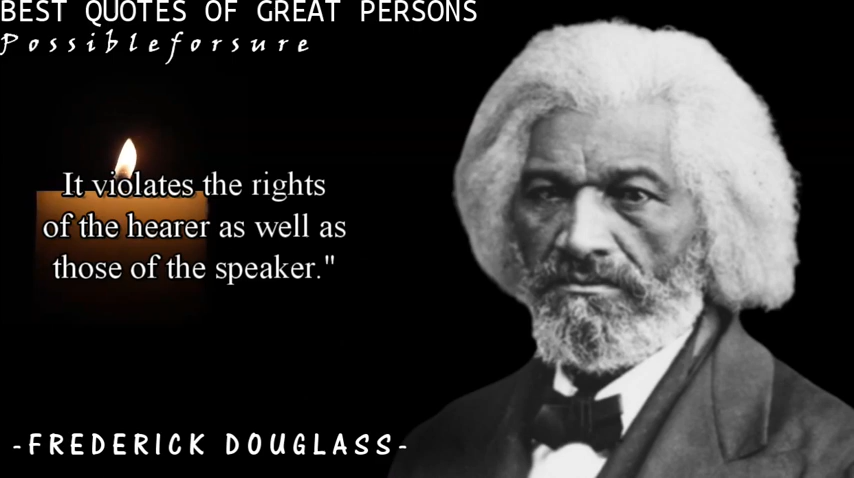 BEST QUOTES OF GREAT PERSONS
Possibleforsure
It violates the rights
of the hearer as well as
those of the speaker."
-FREDERICK DOUGLASS-